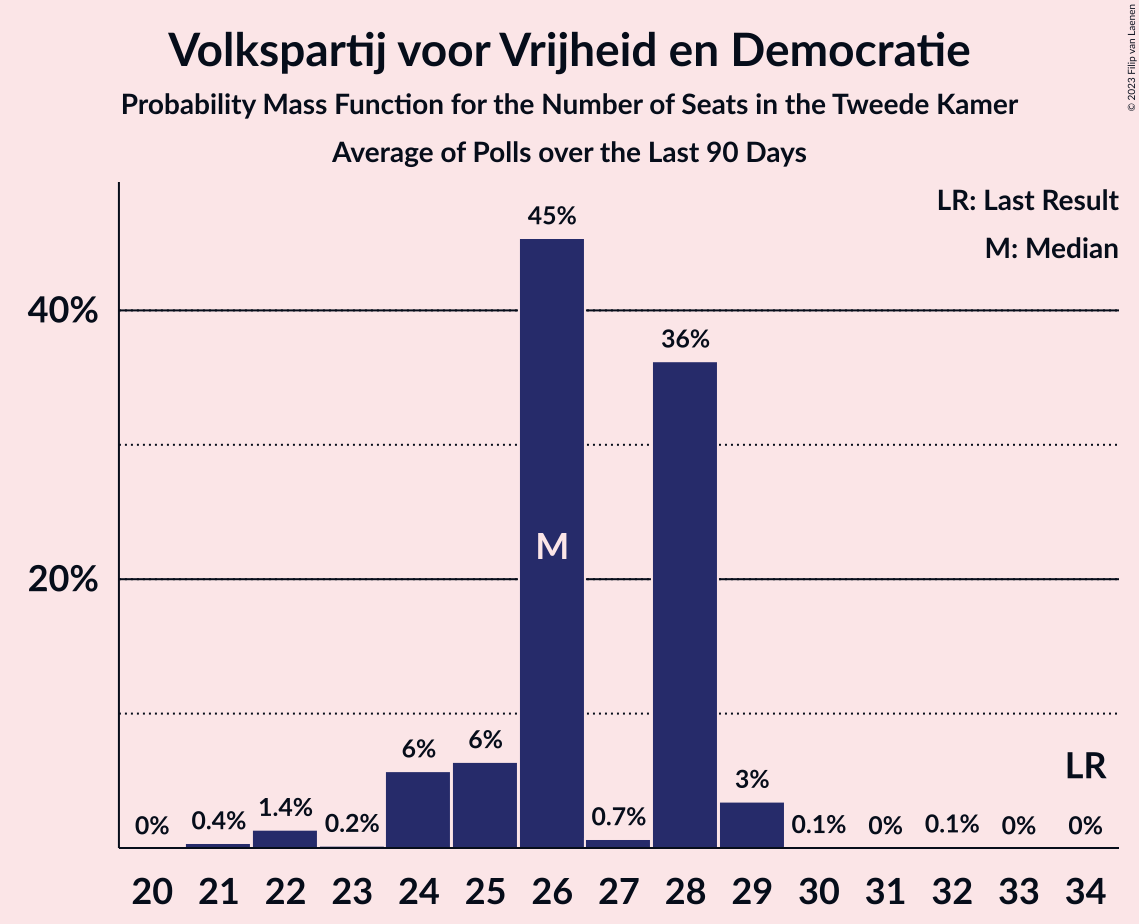 Volkspartij voor Vrijheid en Democratie
Probability Mass Function for the Number of Seats in the Tweede Kamer
Average of Polls over the Last 90 Days
© 2023 Filip van Laenen
LR: Last Result
M: Median
40%
20%
0%
0.4%
1.4%
0.2%
6%
6%
45%
M
0.7%
36%
3%
0.1%
0%
0.1%
0%
0%
LR
20 21 22 23 24 25 26 27 28 29 30 31 32 33 34